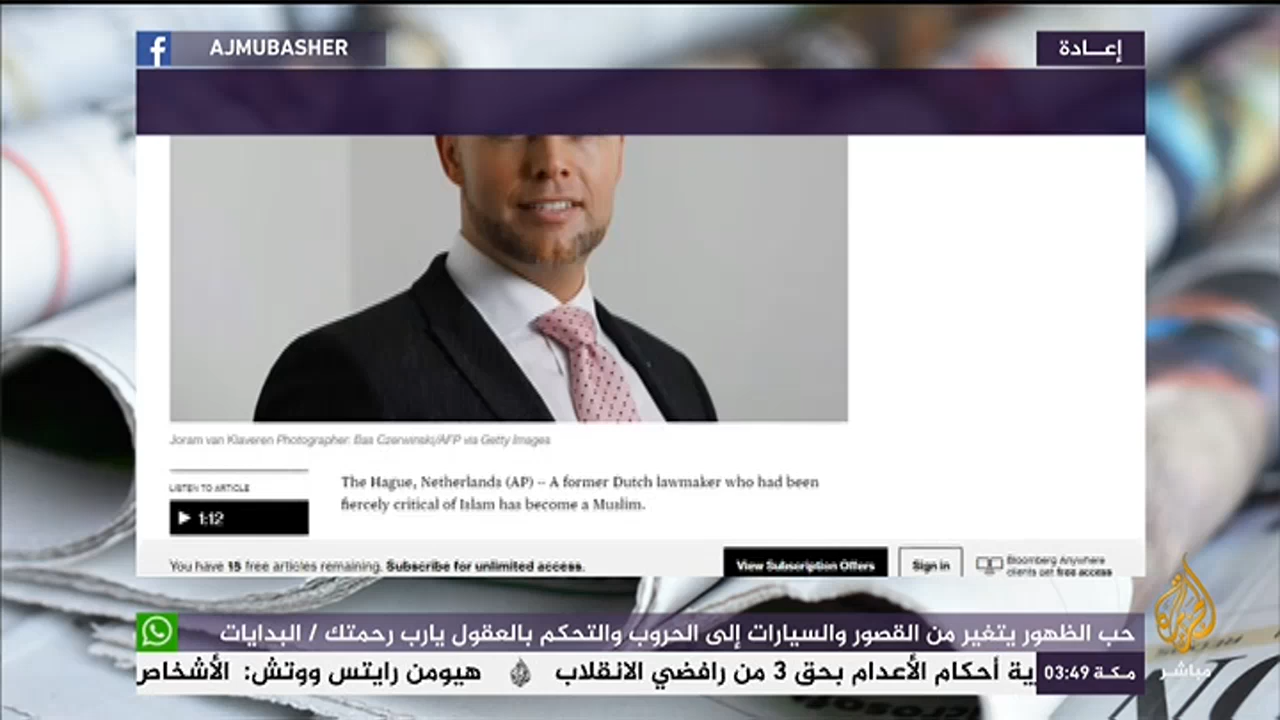 AJMUBASHER
إعـــادة
Joram van Klaveren Photographer: Bas Czerwinski/AFP via Getty Images
LISTEN TO ARTICLE
1:12
The Hague, Netherlands (AP) -- A former Dutch lawmaker who had been
fiercely critical of Islam has become a Muslim.
You have 15 free articles remaining. Subscribe for unlimited access.
View Subscription Offers
Sign in
Bloomberg Anywhere
clients get free access
حب الظهور يتغير من القصور والسيارات إلى الحروب والتحكم بالعقول يارب رحمتك / البدايات
مكة 03:49
رية أحكام الأعدام بحق 3 من رافضي الانقلاب
هيومن رايتس ووتش: الأشخاص
الجزيرة
مباشر